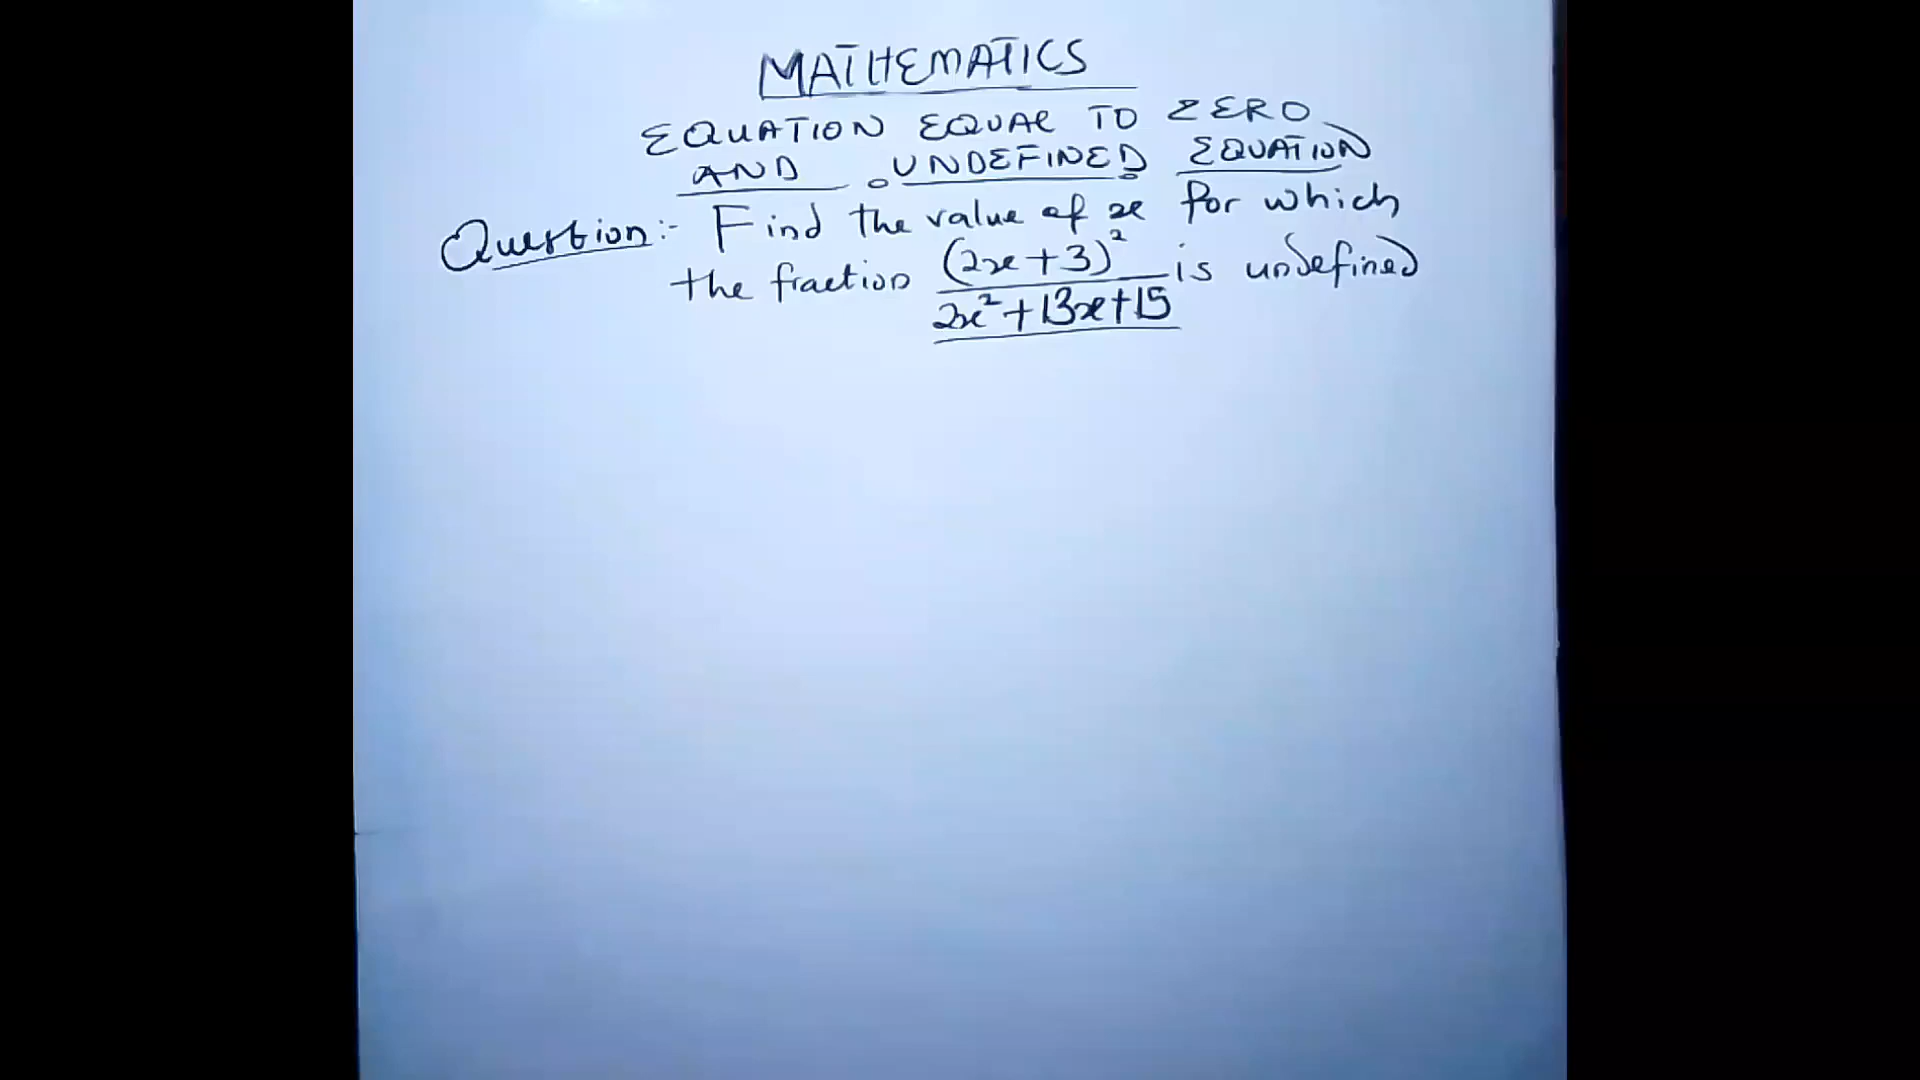 MATHEMATICS
EQUATION EQUAL TO ZERO
AND UNDEFINED EQUATION
Question:- Find the value of x for which
the fraction (2x+3)² / 2x²+13x+15 is undefined